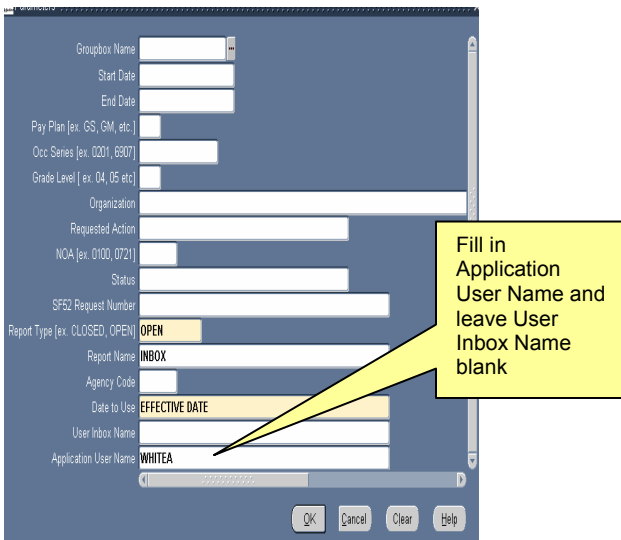 Parameters
Groupbox Name
Start Date
End Date
Pay Plan [ex. GS, GM, etc.]
Occ Series [ex. 0201, 6907]
Grade Level [ ex. 04, 05 etc]
Organization
Requested Action
NOA [ex. 0100, 0721]
Status
SF52 Request Number
Report Type [ex. CLOSED, OPEN] OPEN
Report Name INBOX
Agency Code
Date to Use EFFECTIVE DATE
User Inbox Name
Application User Name WHITEA
Fill in
Application
User Name and
leave User
Inbox Name
blank
OK Cancel Clear Help